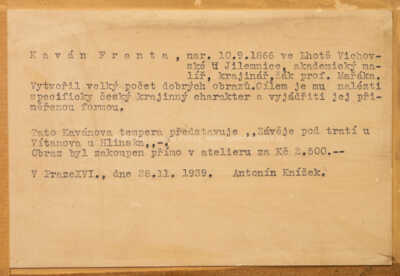 Kaván Franta, nar. 10.9.1866 ve Lhotě Vichov-
ské u Jilemnice, akademický ma-
líř, krajinář, žák prof. Mařáka.
Vytvořil velký počet dobrých obrazů. Cílem je mu nalézti
specificky český krajinný charakter a vyjádřiti jej při-
měřenou formou.
Tato Kavánova tempera představuje ,,Závěje pod tratí u
Vítanova u Hlinska,,-.
Obraz byl zakoupen přímo v atelieru za Kč 2.500.--
V PrazeXVI., dne 28.11. 1939. Antonín Kníček.